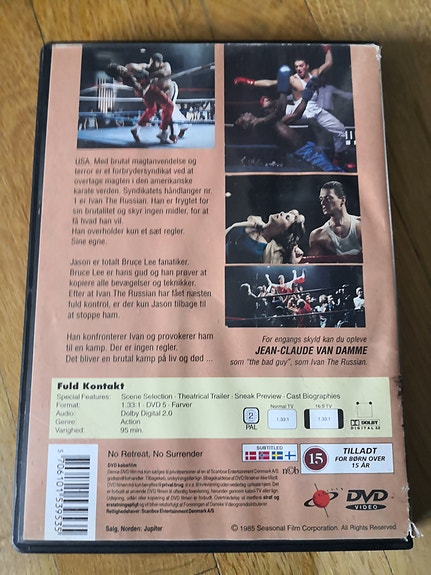 USA. Med brutal magtanvendelse og
terror er et forbrydersyndikat ved at
overtage magten i den amerikanske
karate verden. Syndikatets håndlanger nr.
1 er Ivan The Russian. Han er frygtet for
sin brutalitet og skyr ingen midler, for at
få hvad han vil.
Han overholder kun et sæt regler.
Sine egne.
Jason er totalt Bruce Lee fanatiker.
Bruce Lee er hans gud og han prøver at
kopiere alle bevægelser og teknikker.
Efter at Ivan The Russian har fået næsten
fuld kontrol, er der kun Jason tilbage til
at stoppe ham.
Han konfronterer Ivan og provokerer ham
til en kamp. Der er ingen regler.
Det bliver en brutal kamp på liv og død ...
For engangs skyld kan du opleve
JEAN-CLAUDE VAN DAMME
som "the bad guy", som Ivan The Russian.
Fuld Kontakt
Special Features: Scene Selection · Theatrical Trailer · Sneak Preview · Cast Biographies
Format: 1.33:1 · DVD 5 · Farver
Audio: Dolby Digital 2.0
Genre: Action
Varighed: 95 min.
2
PAL
Normal TV
1.33:1
16:9 TV
1.33:1
DOLBY
DIGITAL
No Retreat, No Surrender
DVD købefilm
SUBTITLED
ncb
15
TILLADT
FOR BØRN OVER
15 ÅR
Rettighedshaver: Scanbox Entertainment Danmark A/S
Salg, Norden: Jupiter
DVD
VIDEO
© 1985 Seasonal Film Corporation. All Rights Reserved.
5706101535535